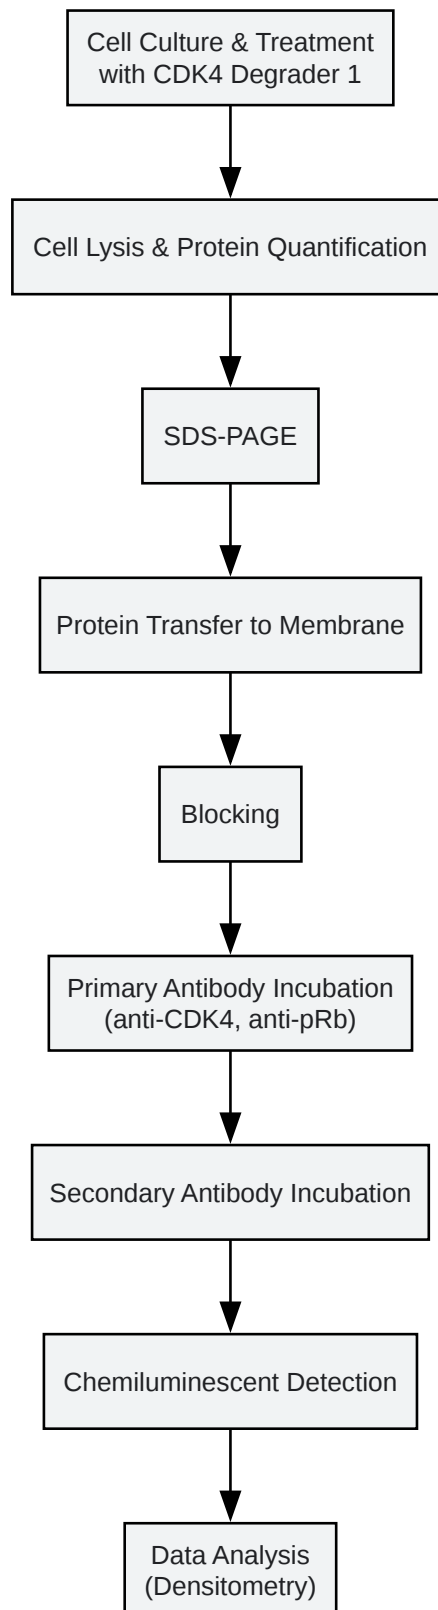 Cell Culture & Treatment
with CDK4 Degrader 1
Cell Lysis & Protein Quantification
SDS-PAGE
Protein Transfer to Membrane
Blocking
Primary Antibody Incubation
(anti-CDK4, anti-pRb)
Secondary Antibody Incubation
Chemiluminescent Detection
Data Analysis
(Densitometry)